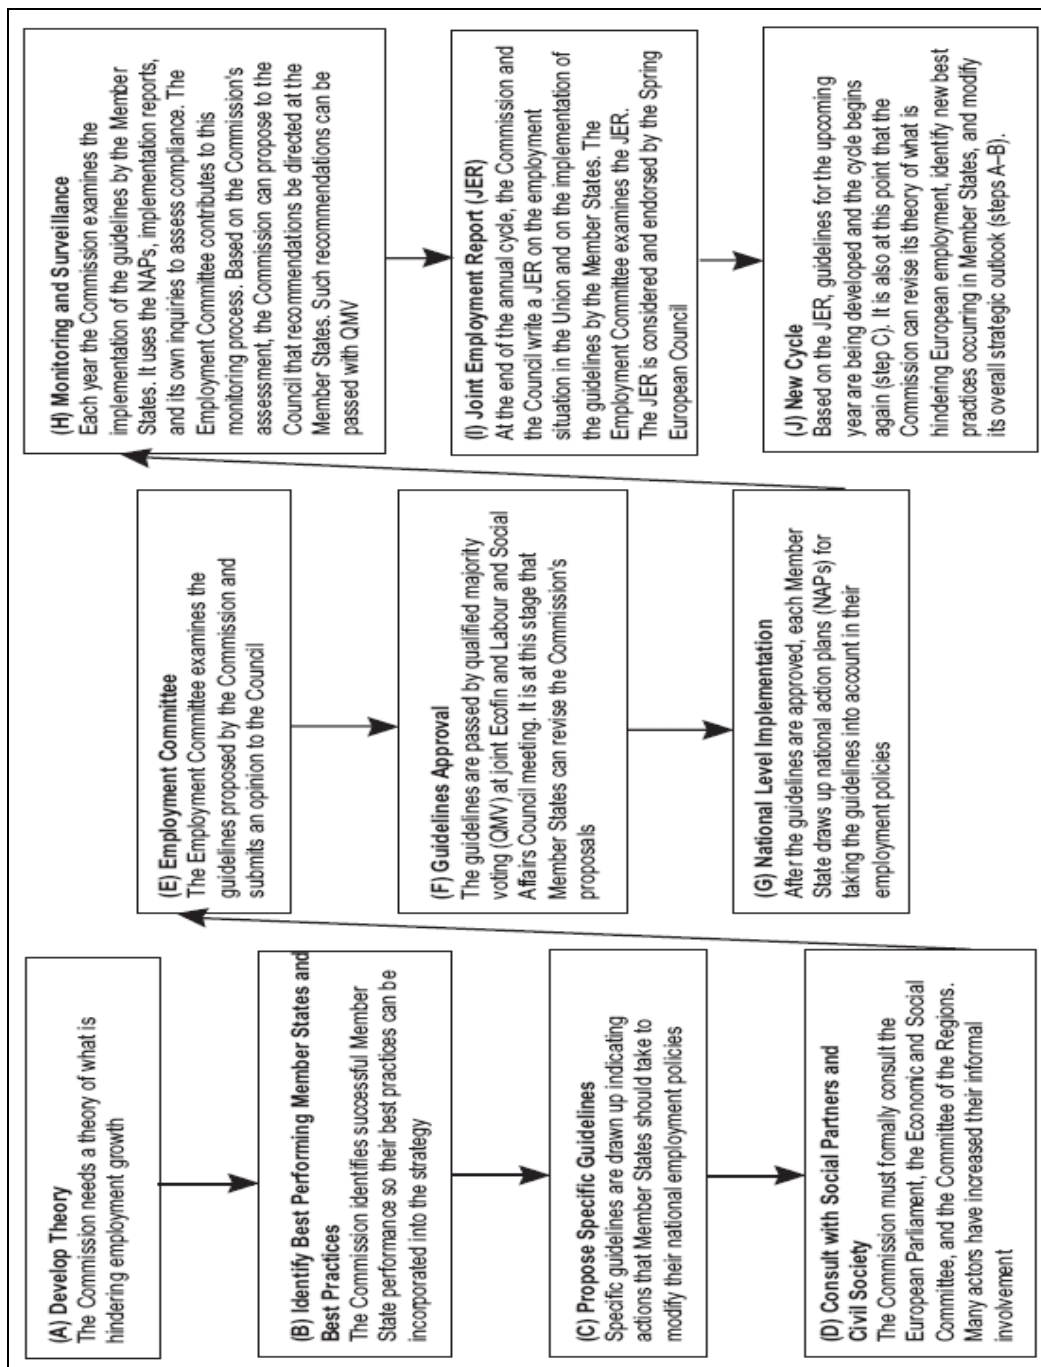 (A) Develop Theory
The Commission needs a theory of what is
hindering employment growth
(B) Identify Best Performing Member States and
Best Practices
The Commission identifies successful Member
State performance so their best practices can be
incorporated into the strategy
(C) Propose Specific Guidelines
Specific guidelines are drawn up indicating
actions that Member States should take to
modify their national employment policies
(D) Consult with Social Partners and
Civil Society
The Commission must formally consult the
European Parliament, the Economic and Social
Committee, and the Committee of the Regions.
Many actors have increased their informal
involvement
(E) Employment Committee
The Employment Committee examines the
guidelines proposed by the Commission and
submits an opinion to the Council
(F) Guidelines Approval
The guidelines are passed by qualified majority
voting (QMV) at joint Ecofin and Labour and Social
Affairs Council meeting. It is at this stage that
Member States can revise the Commission's
proposals
(G) National Level Implementation
After the guidelines are approved, each Member
State draws up national action plans (NAPs) for
taking the guidelines into account in their
employment policies
(H) Monitoring and Surveillance
Each year the Commission examines the
implementation of the guidelines by the Member
States. It uses the NAPs, implementation reports,
and its own inquiries to assess compliance. The
Employment Committee contributes to this
monitoring process. Based on the Commission's
assessment, the Commission can propose to the
Council that recommendations be directed at the
Member States. Such recommendations can be
passed with QMV
(I) Joint Employment Report (JER)
At the end of the annual cycle, the Commission and
the Council write a JER on the employment
situation in the Union and on the implementation of
the guidelines by the Member States. The
Employment Committee examines the JER.
The JER is considered and endorsed by the Spring
European Council
(J) New Cycle
Based on the JER, guidelines for the upcoming
year are being developed and the cycle begins
again (step C). It is also at this point that the
Commission can revise its theory of what is
hindering European employment, identify new best
practices occurring in Member States, and modify
its overall strategic outlook (steps A–B).